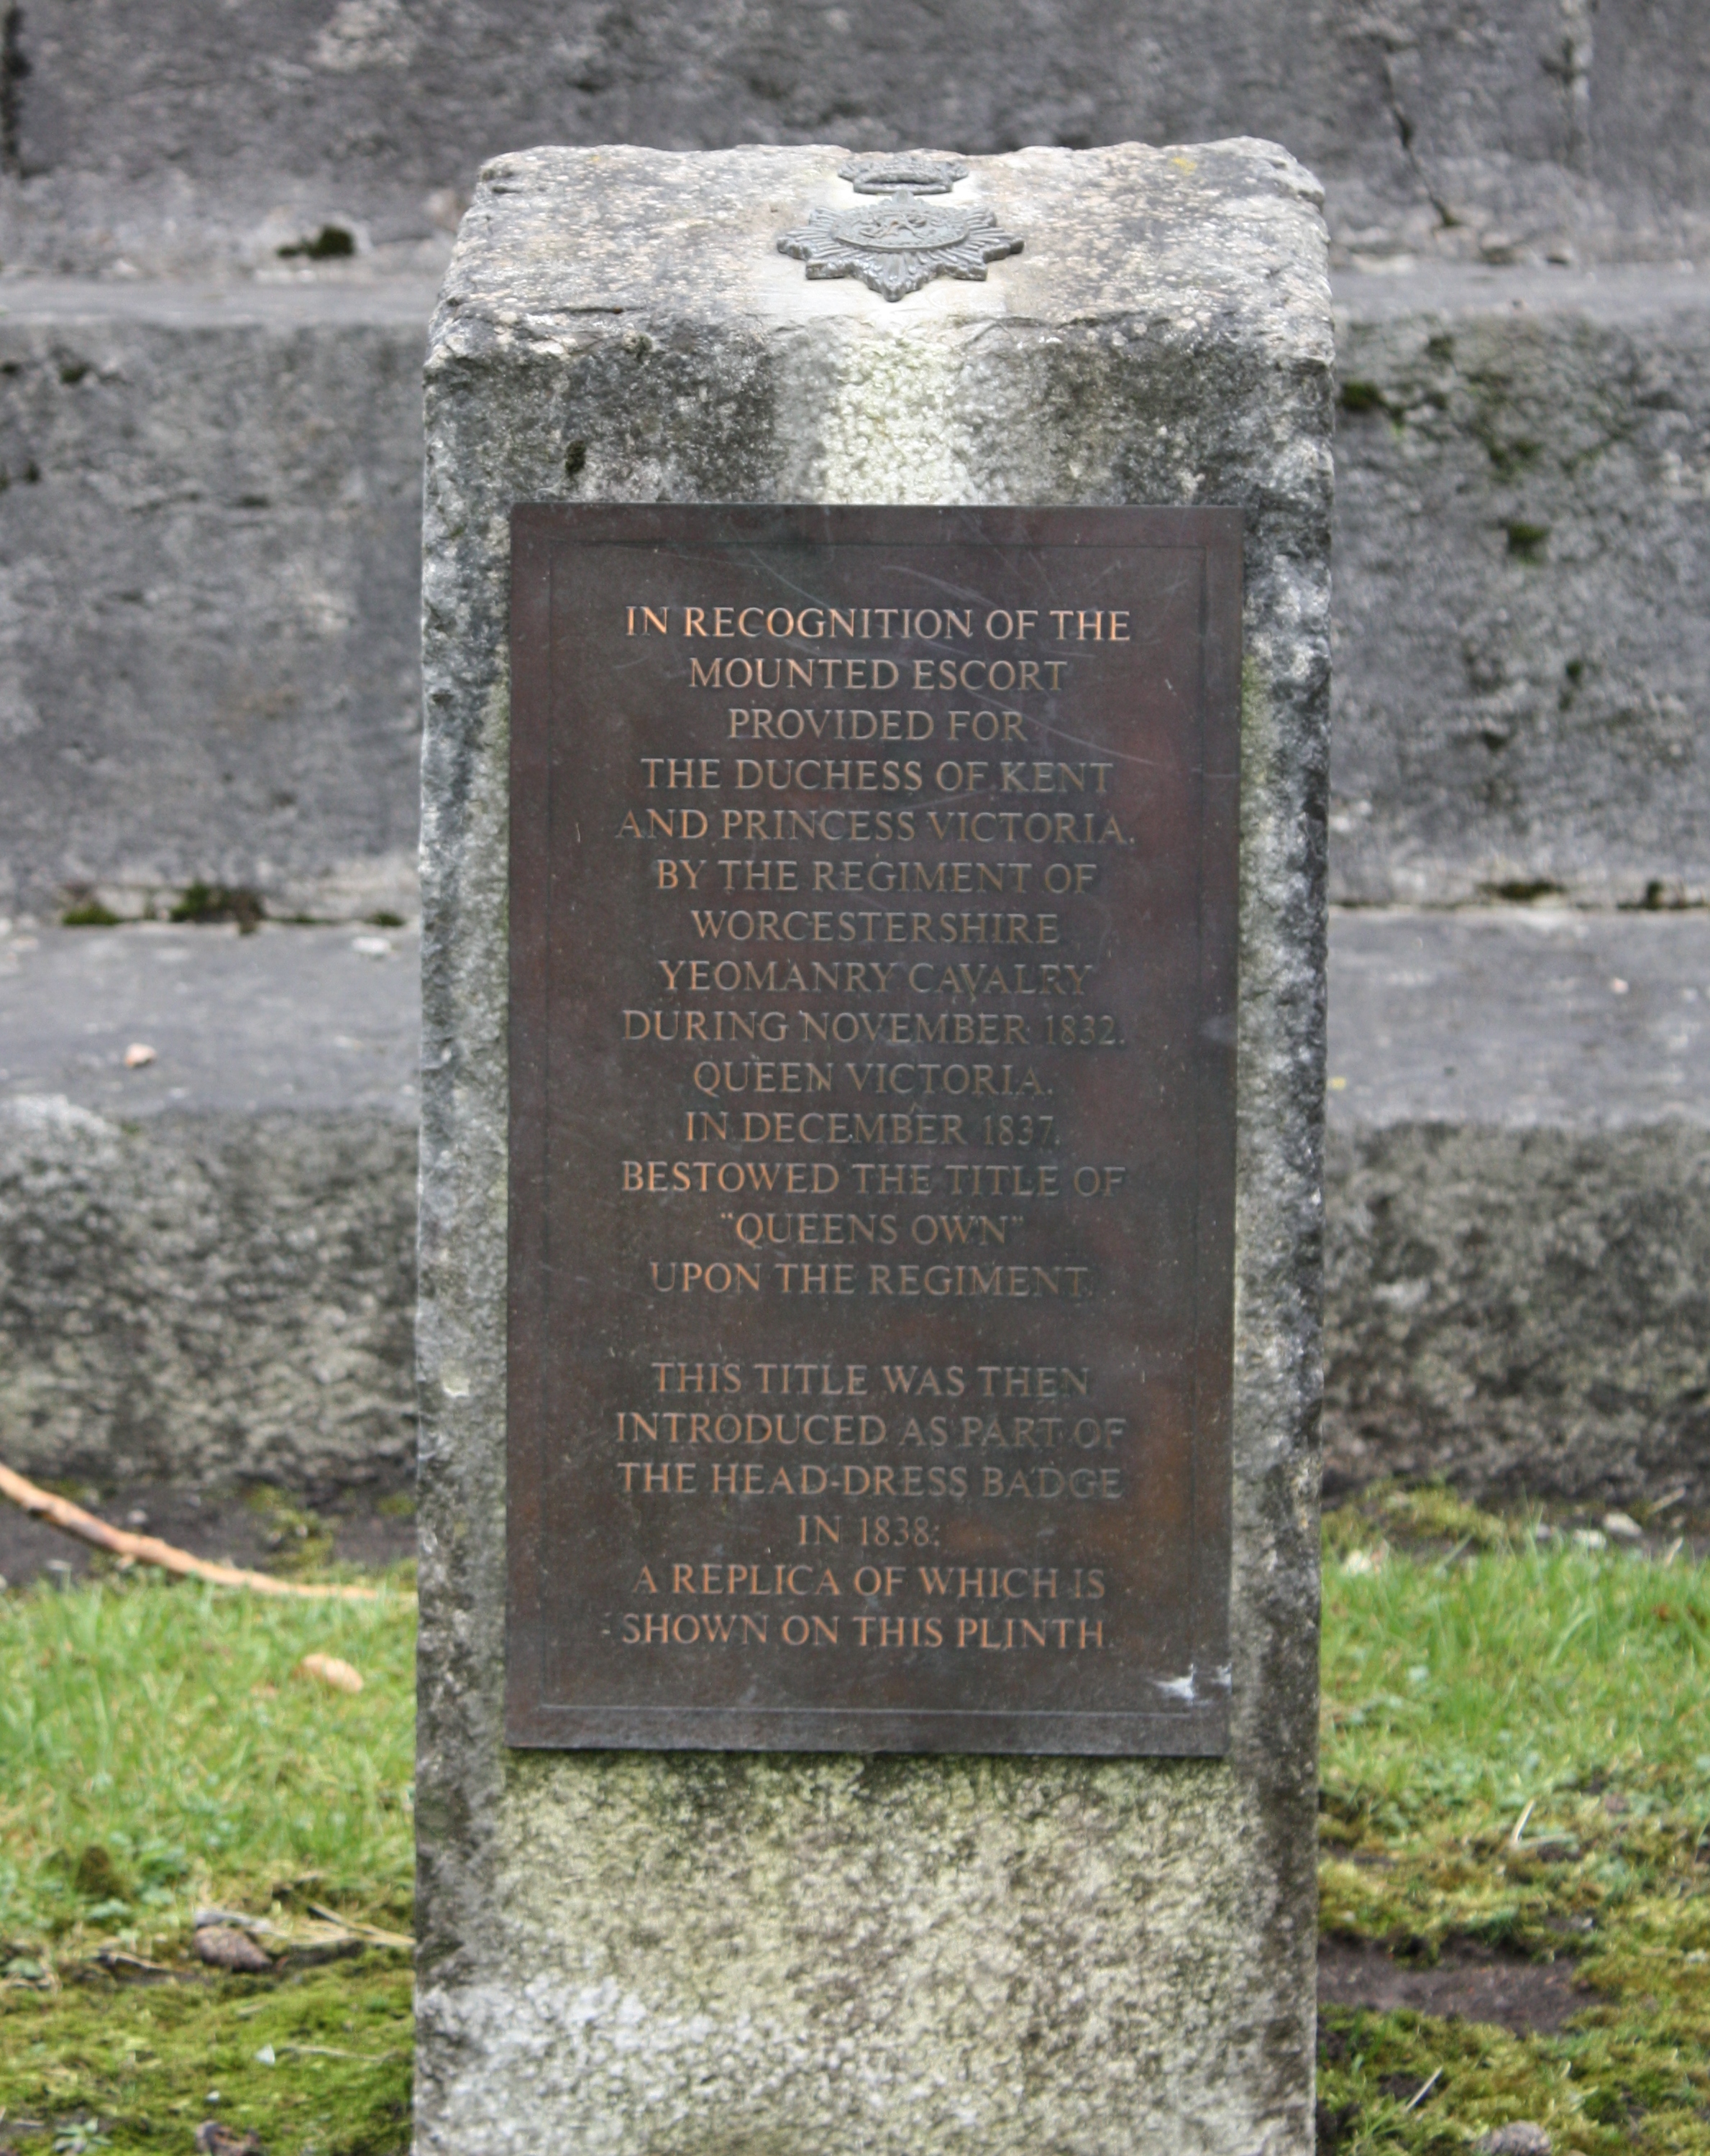 IN RECOGNITION OF THE
MOUNTED ESCORT
PROVIDED FOR
THE DUCHESS OF KENT
AND PRINCESS VICTORIA.
BY THE REGIMENT OF
WORCESTERSHIRE
YEOMANRY CAVALRY
DURING NOVEMBER 1832.
QUEEN VICTORIA.
IN DECEMBER 1837.
BESTOWED THE TITLE OF
"QUEENS OWN"
UPON THE REGIMENT.
THIS TITLE WAS THEN
INTRODUCED AS PART OF
THE HEAD-DRESS BADGE
IN 1838:
A REPLICA OF WHICH IS
SHOWN ON THIS PLINTH.